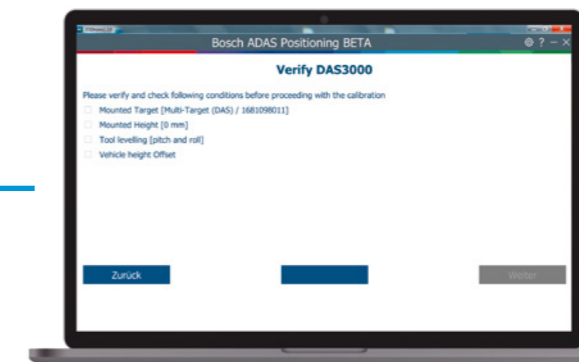 Bosch ADAS Positioning BETA
? – ×
Verify DAS3000
Please verify and check following conditions before proceeding with the calibration
Mounted Target [Multi-Target (DAS) / 1681098011]
Mounted Height [0 mm]
Tool levelling [pitch and roll]
Vehicle height Offset
Zurück
Weiter